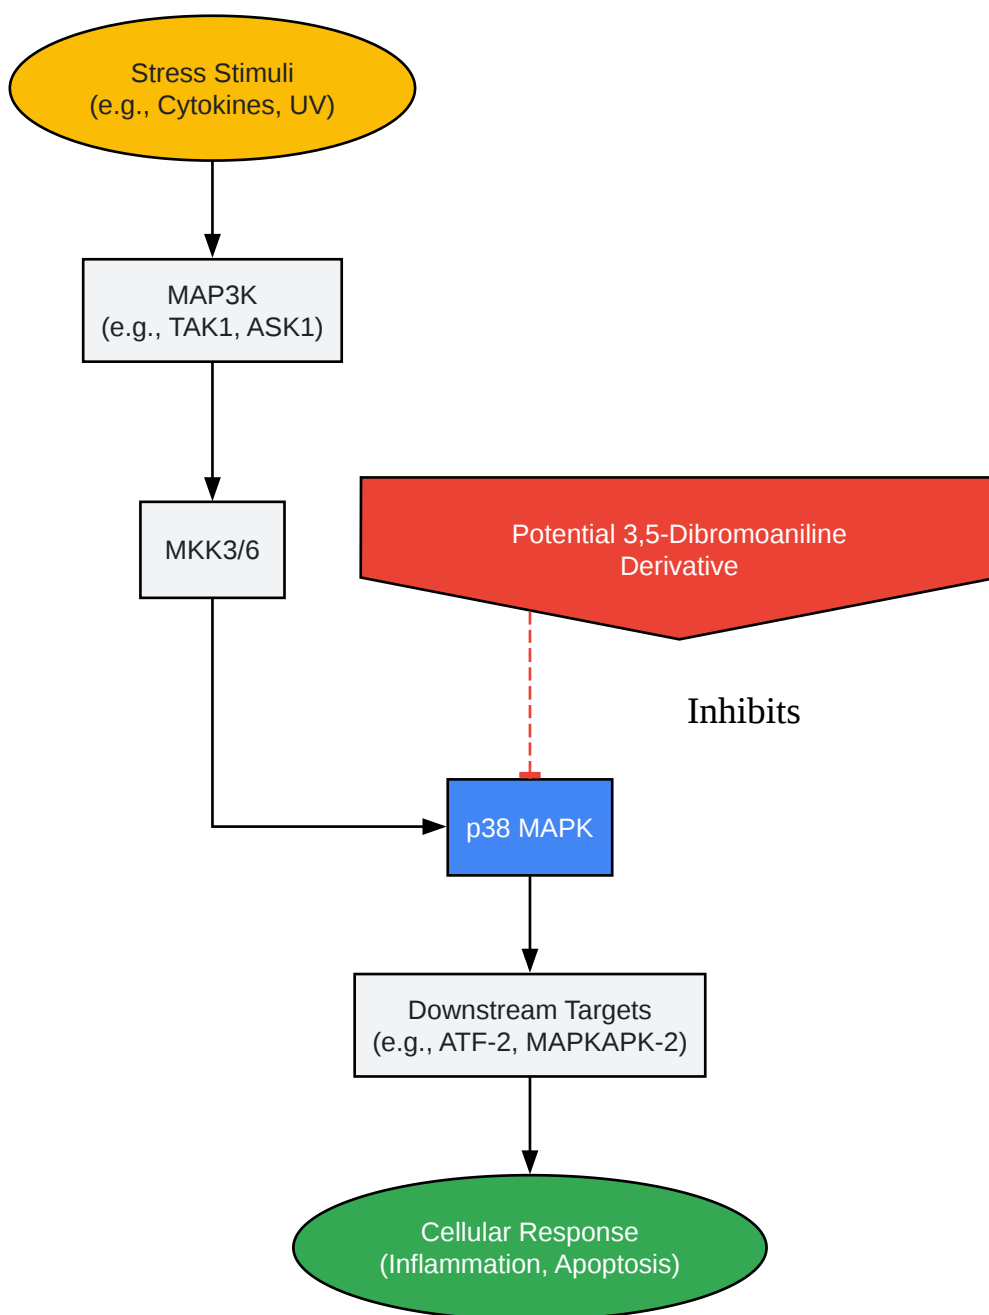 Stress Stimuli
(e.g., Cytokines, UV)
MAP3K
(e.g., TAK1, ASK1)
MKK3/6
Potential 3,5-Dibromoaniline
Derivative
Inhibits
p38 MAPK
Downstream Targets
(e.g., ATF-2, MAPKAPK-2)
Cellular Response
(Inflammation, Apoptosis)